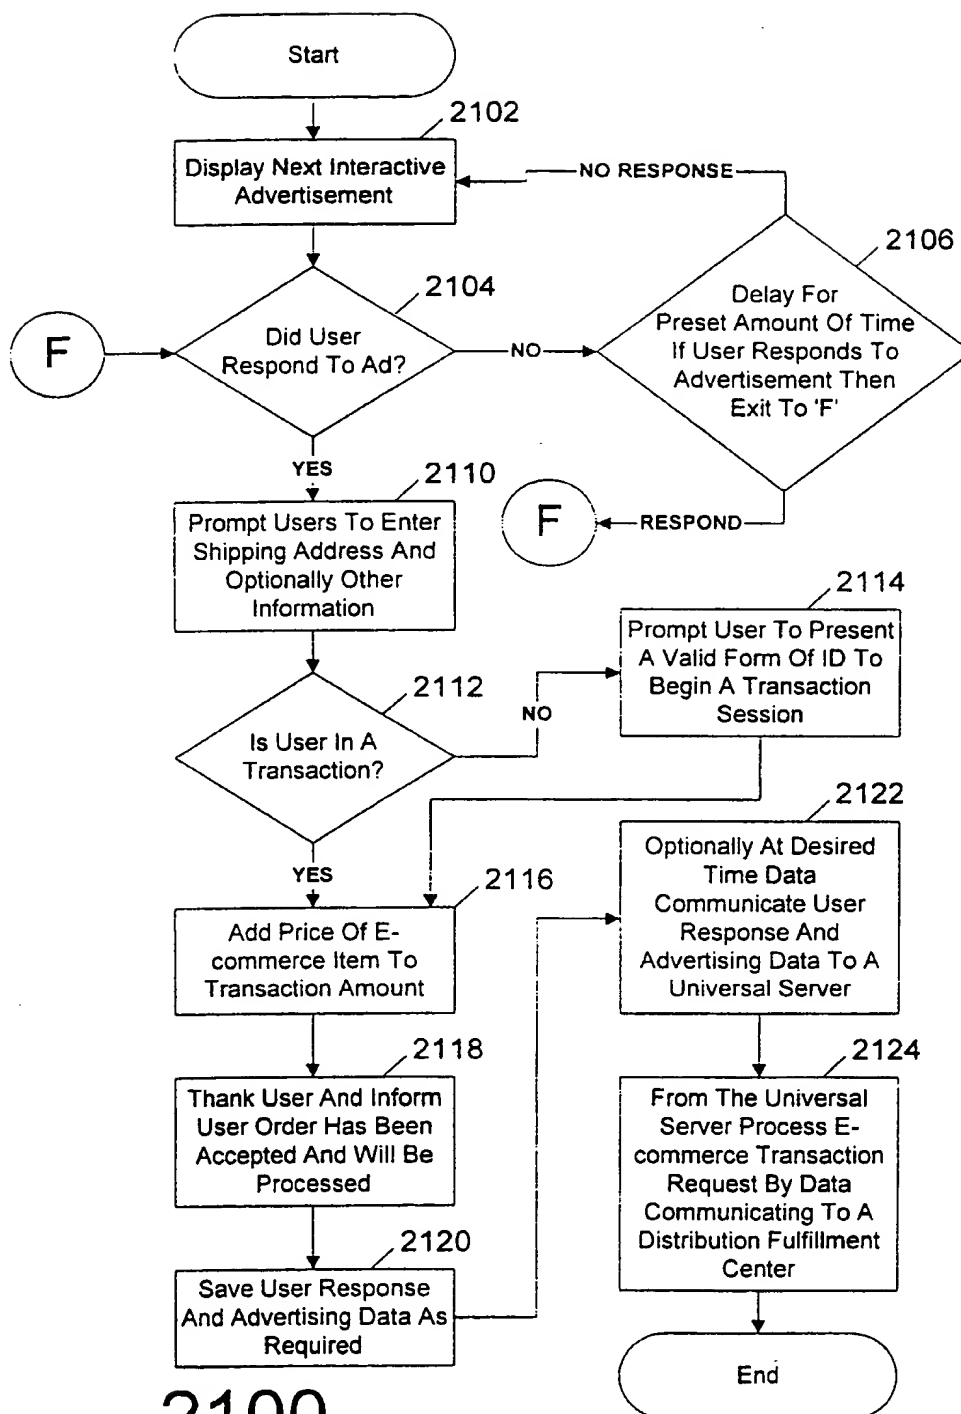 Start
2102
Display Next Interactive
Advertisement
NO RESPONSE
2106
Delay For
Preset Amount Of Time
If User Responds To
Advertisement Then
Exit To 'F'
2104
Did User
Respond To Ad?
F
NO
YES
RESPOND
F
2110
Prompt Users To Enter
Shipping Address And
Optionally Other
Information
2114
Prompt User To Present
A Valid Form Of ID To
Begin A Transaction
Session
2112
Is User In A
Transaction?
NO
YES
2116
Add Price Of E-
commerce Item To
Transaction Amount
2122
Optionally At Desired
Time Data
Communicate User
Response And
Advertising Data To A
Universal Server
2118
Thank User And Inform
User Order Has Been
Accepted And Will Be
Processed
2124
From The Universal
Server Process E-
commerce Transaction
Request By Data
Communicating To A
Distribution Fulfillment
Center
2120
Save User Response
And Advertising Data As
Required
End
2100